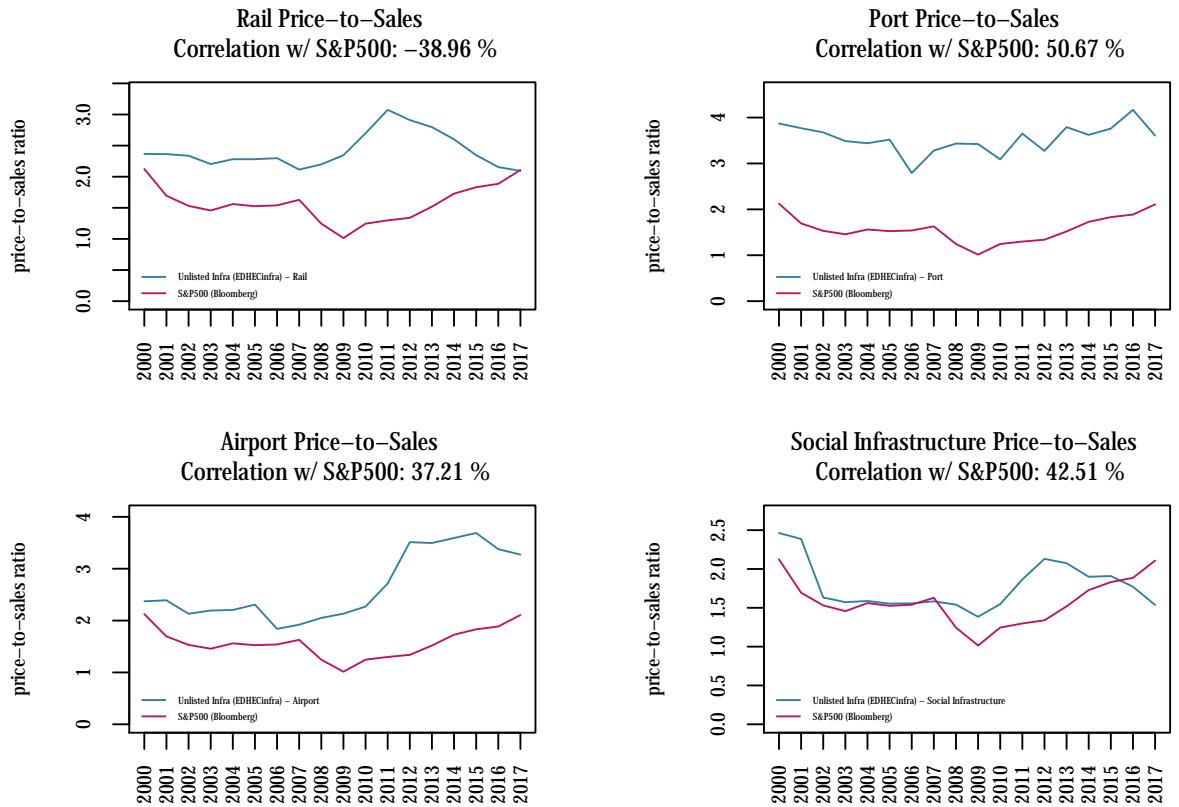 Rail Price−to−Sales
Correlation w/ S&P500: −38.96 %
price−to−sales ratio
3.0
2.0
1.0
0.0
Unlisted Infra (EDHECinfra) − Rail
S&P500 (Bloomberg)
2000 2001 2002 2003 2004 2005 2006 2007 2008 2009 2010 2011 2012 2013 2014 2015 2016 2017
Port Price−to−Sales
Correlation w/ S&P500: 50.67 %
price−to−sales ratio
4
3
2
1
0
Unlisted Infra (EDHECinfra) − Port
S&P500 (Bloomberg)
2000 2001 2002 2003 2004 2005 2006 2007 2008 2009 2010 2011 2012 2013 2014 2015 2016 2017
Airport Price−to−Sales
Correlation w/ S&P500: 37.21 %
price−to−sales ratio
4
3
2
1
0
Unlisted Infra (EDHECinfra) − Airport
S&P500 (Bloomberg)
2000 2001 2002 2003 2004 2005 2006 2007 2008 2009 2010 2011 2012 2013 2014 2015 2016 2017
Social Infrastructure Price−to−Sales
Correlation w/ S&P500: 42.51 %
price−to−sales ratio
2.5
2.0
1.5
1.0
0.5
0.0
Unlisted Infra (EDHECinfra) − Social Infrastructure
S&P500 (Bloomberg)
2000 2001 2002 2003 2004 2005 2006 2007 2008 2009 2010 2011 2012 2013 2014 2015 2016 2017